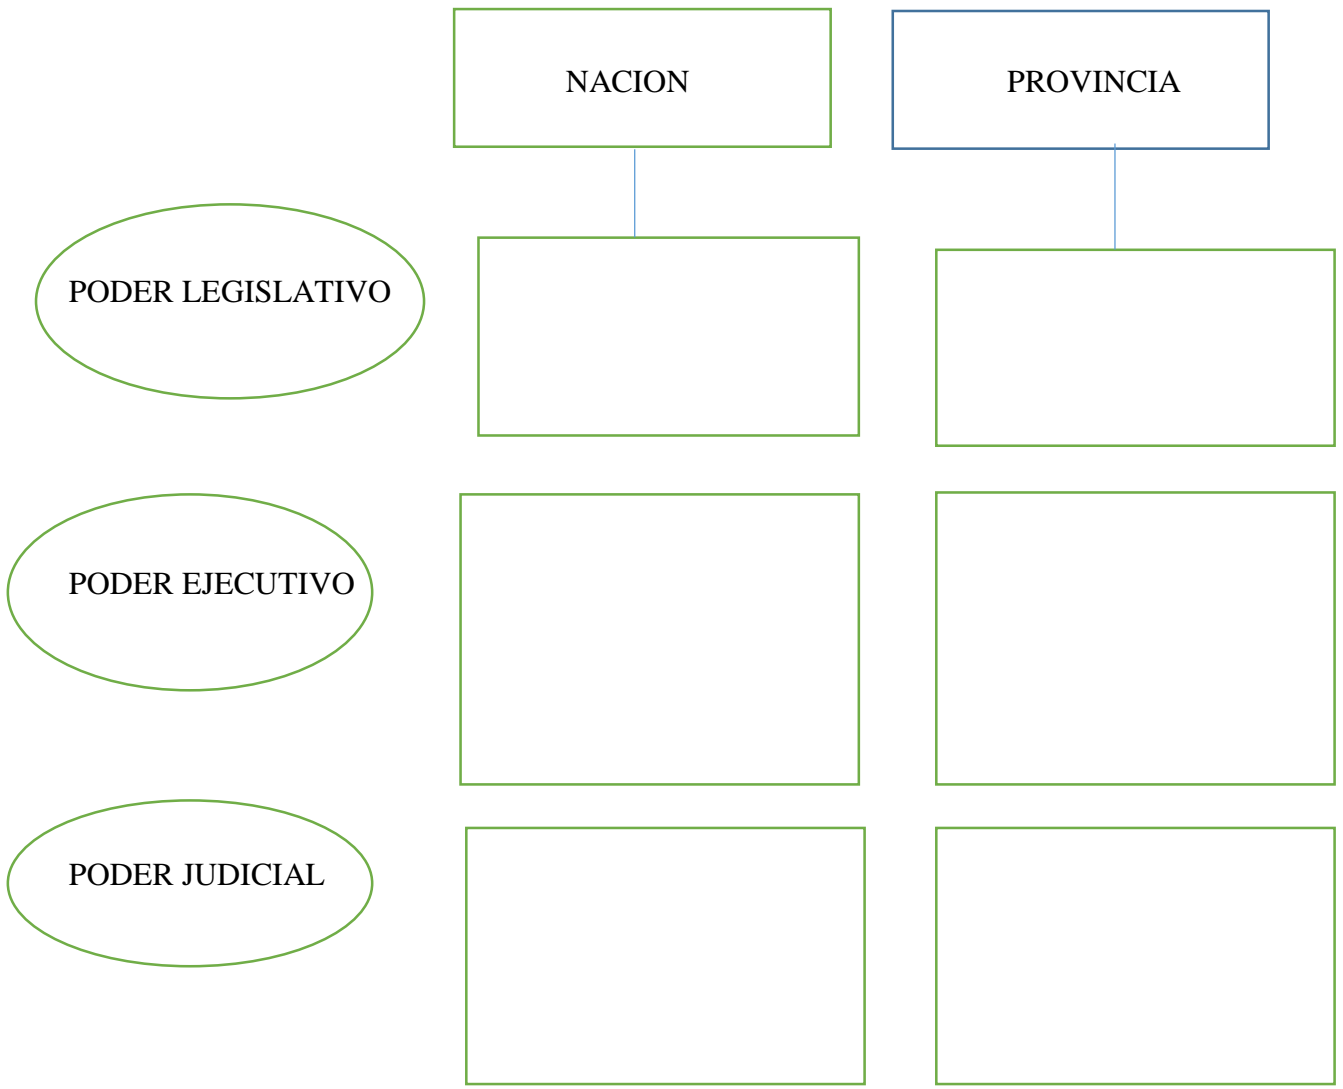 NACION
PROVINCIA
PODER LEGISLATIVO
PODER EJECUTIVO
PODER JUDICIAL